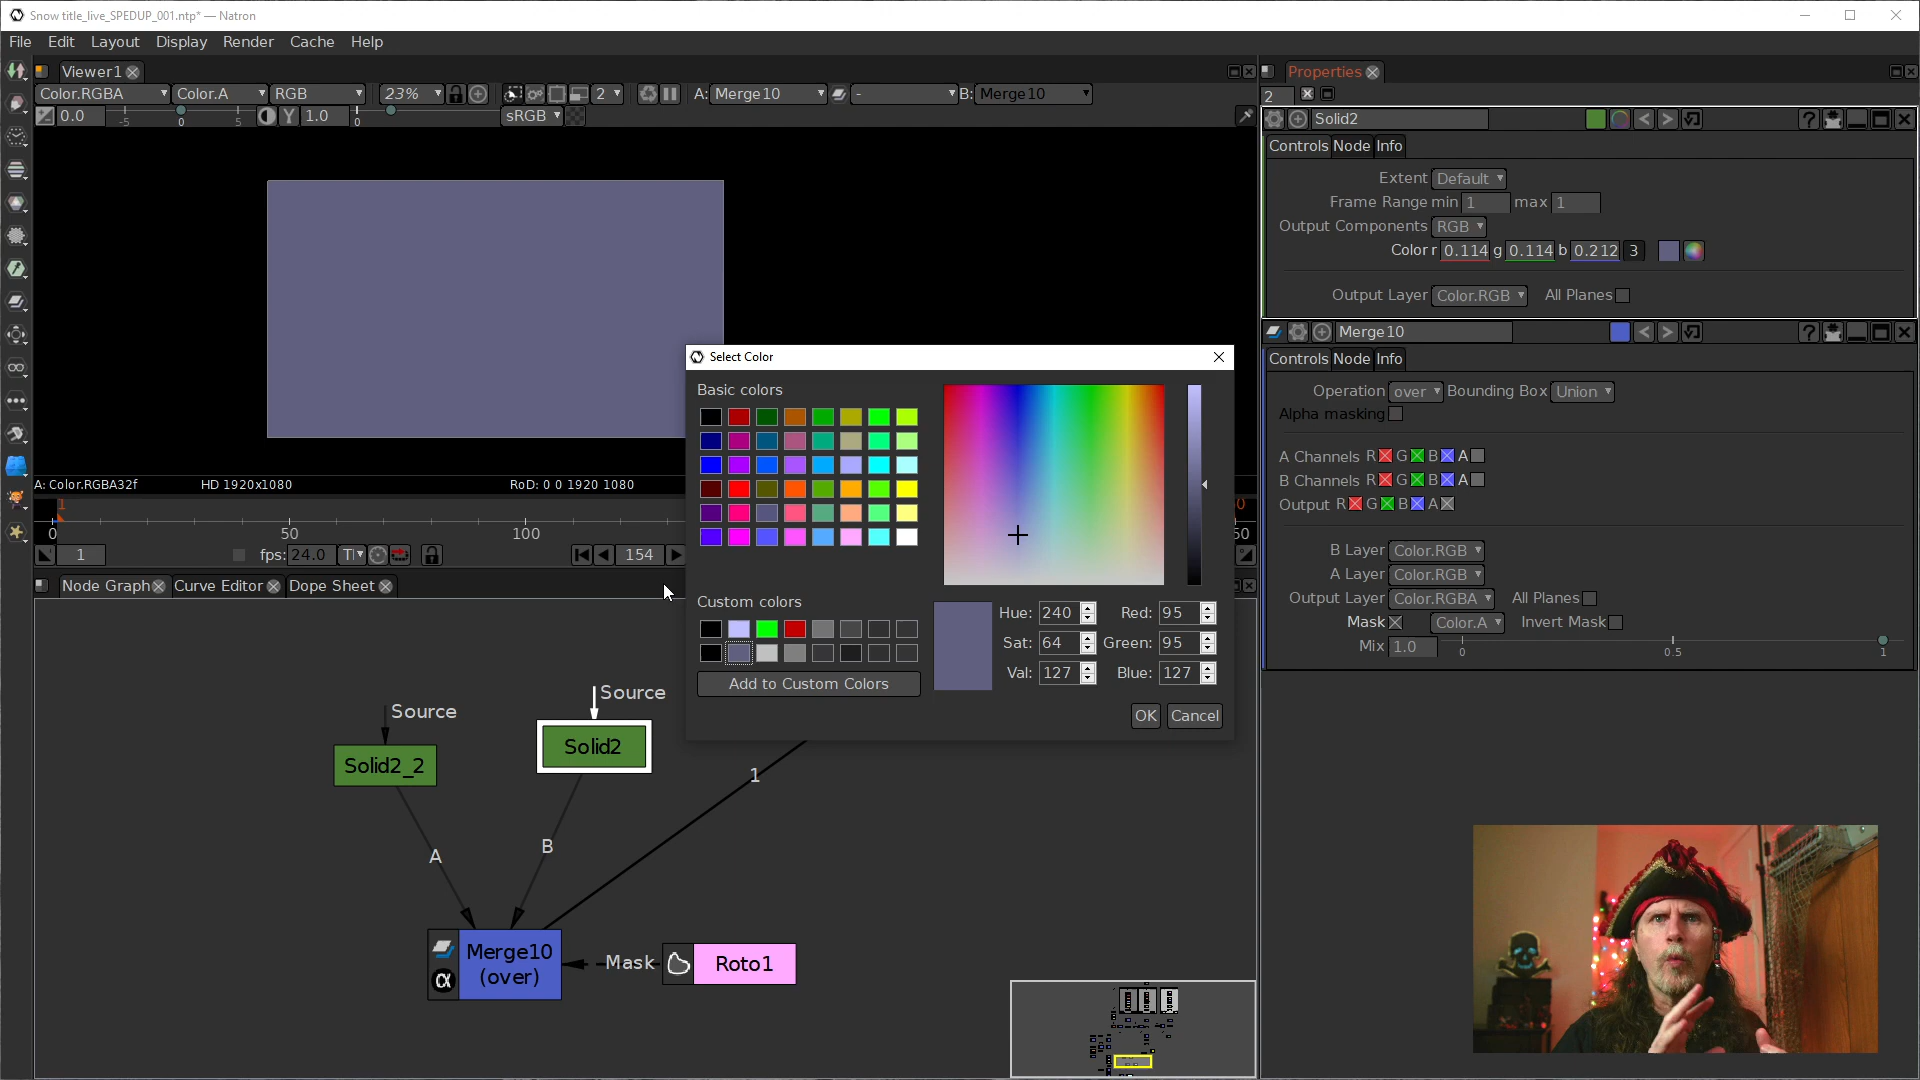 Snow title_live_SPEDUP_001.ntp* — Natron
File Edit Layout Display Render Cache Help
Viewer1
Color.RGBA Color.A RGB 23% 2 A: Merge10 - B: Merge10
0.0 -5 0 5 Y 1.0 0 sRGB
A: Color.RGBA32f HD 1920x1080 RoD: 0 0 1920 1080
1
0 50 100
1 fps: 24.0 154
Node Graph Curve Editor Dope Sheet
Source
Source
Solid2_2
Solid2
1
A
B
Merge10
(over)
Mask
Roto1
Select Color
Basic colors
Custom colors
Add to Custom Colors
Hue: 240 Red: 95
Sat: 64 Green: 95
Val: 127 Blue: 127
OK Cancel
Properties
2
Solid2
Controls Node Info
Extent Default
Frame Range min 1 max 1
Output Components RGB
Color r 0.114 g 0.114 b 0.212 3
Output Layer Color.RGB All Planes
Merge10
Controls Node Info
Operation over Bounding Box Union
Alpha masking
A Channels R G B A
B Channels R G B A
Output R G B A
B Layer Color.RGB
A Layer Color.RGB
Output Layer Color.RGBA All Planes
Mask Color.A Invert Mask
Mix 1.0 0 0.5 1